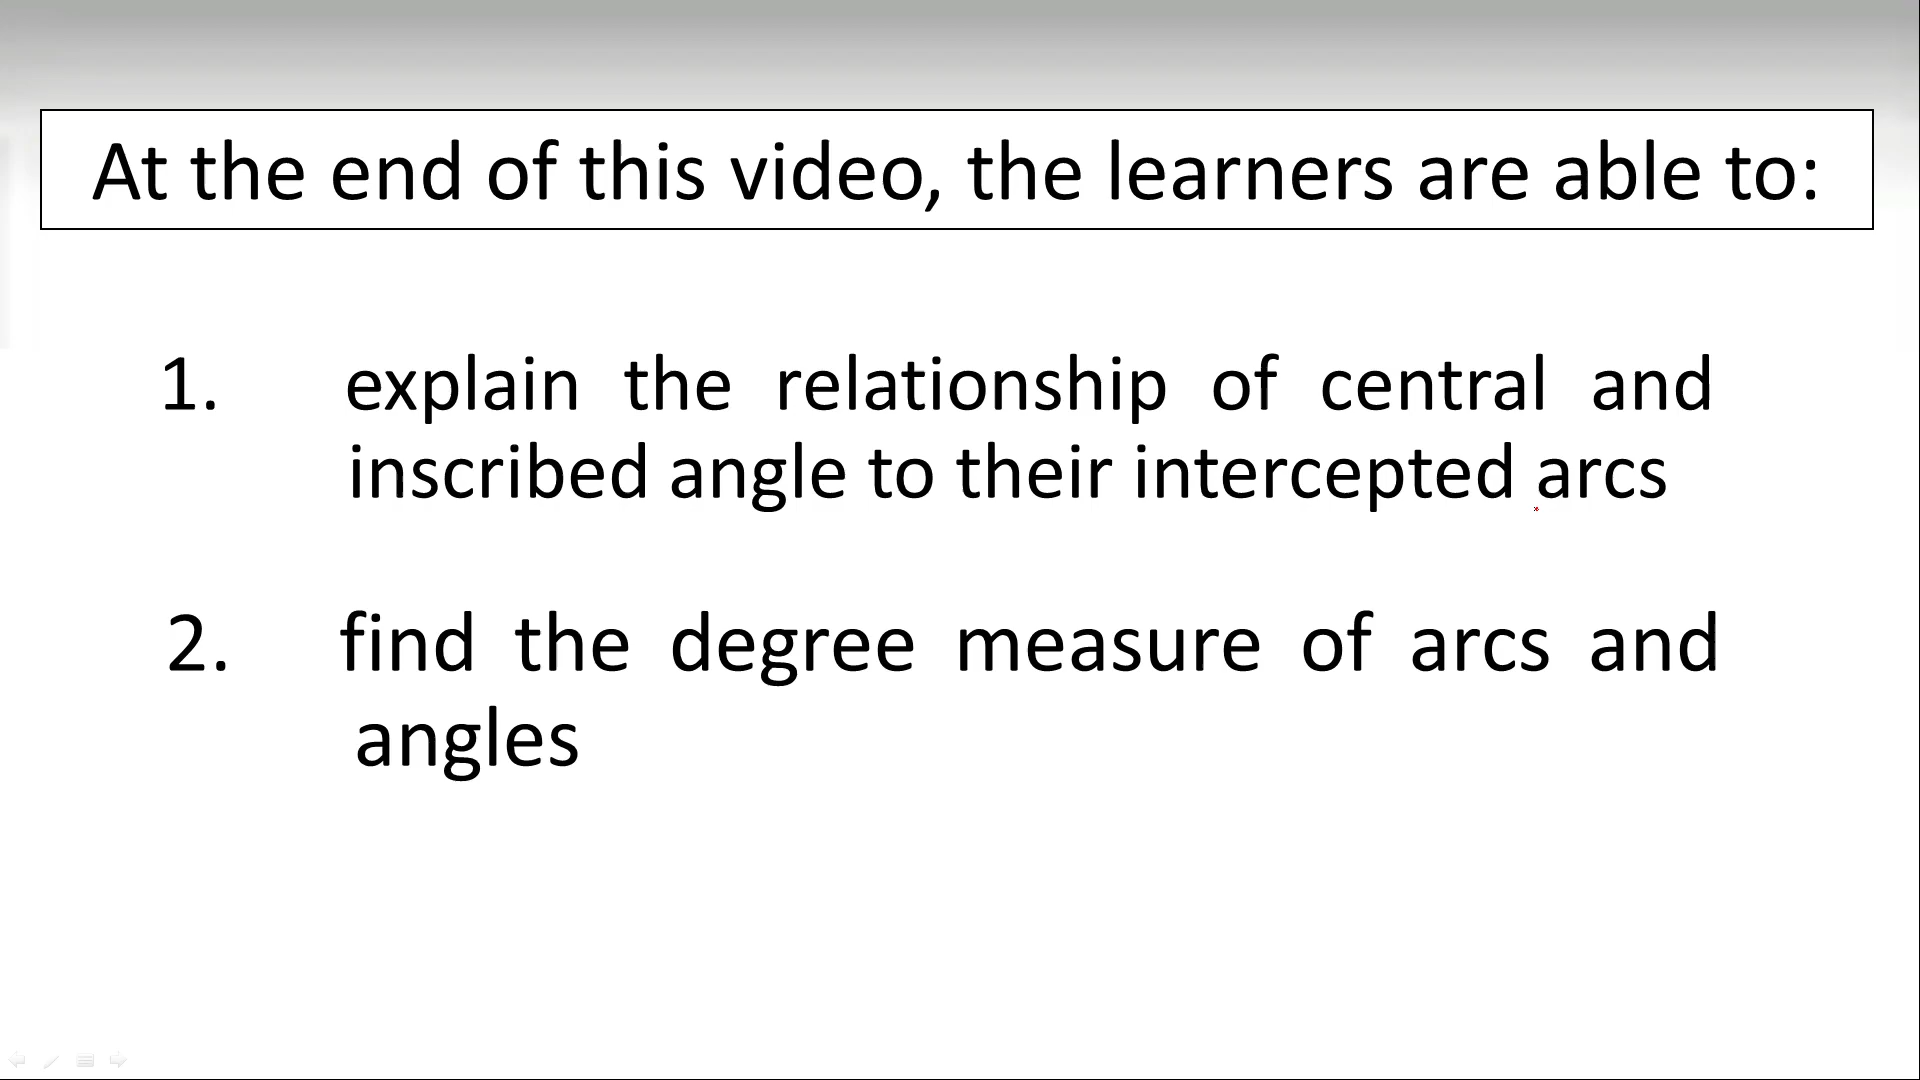 At the end of this video, the learners are able to:
1. explain the relationship of central and
inscribed angle to their intercepted arcs
2. find the degree measure of arcs and
angles